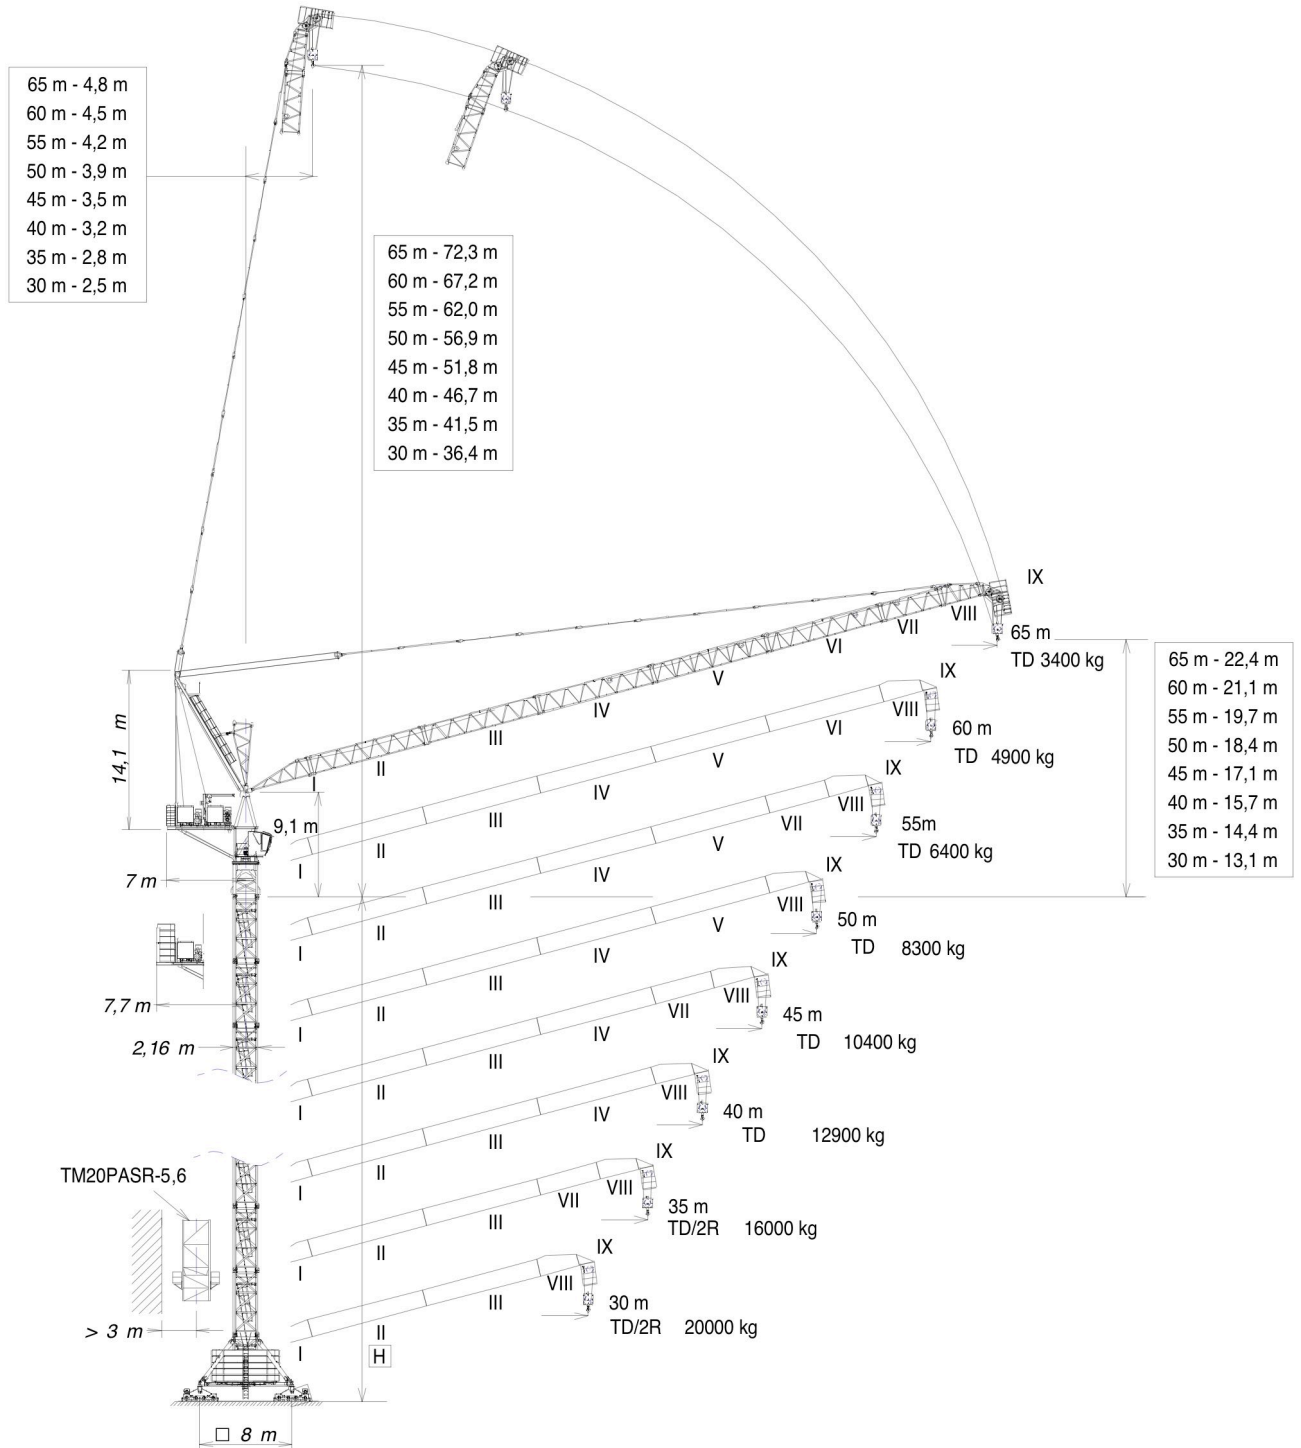 65 m - 4,8 m
60 m - 4,5 m
55 m - 4,2 m
50 m - 3,9 m
45 m - 3,5 m
40 m - 3,2 m
35 m - 2,8 m
30 m - 2,5 m
65 m - 72,3 m
60 m - 67,2 m
55 m - 62,0 m
50 m - 56,9 m
45 m - 51,8 m
40 m - 46,7 m
35 m - 41,5 m
30 m - 36,4 m
65 m - 22,4 m
60 m - 21,1 m
55 m - 19,7 m
50 m - 18,4 m
45 m - 17,1 m
40 m - 15,7 m
35 m - 14,4 m
30 m - 13,1 m
I II III IV V VI VII VIII IX
65 m
TD 3400 kg
I II III IV V VI VIII IX
60 m
TD 4900 kg
I II III IV V VII VIII IX
55m
TD 6400 kg
I II III IV V VIII IX
50 m
TD 8300 kg
I II III IV VII VIII IX
45 m
TD 10400 kg
I II III IV VIII IX
40 m
TD 12900 kg
I II III VII VIII IX
35 m
TD/2R 16000 kg
I II III VIII IX
30 m
TD/2R 20000 kg
14,1 m
9,1 m
7 m
7,7 m
2,16 m
TM20PASR-5,6
> 3 m
H
□ 8 m